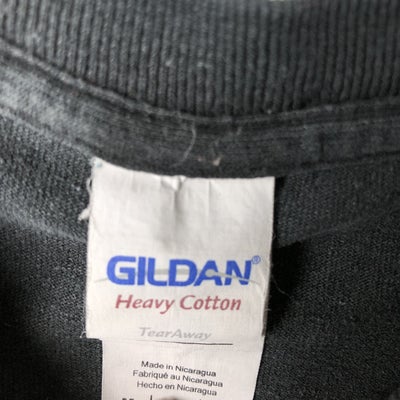 GILDAN®
Heavy Cotton
TearAway
Made in Nicaragua
Fabriqué au Nicaragua
Hecho en Nicaragua